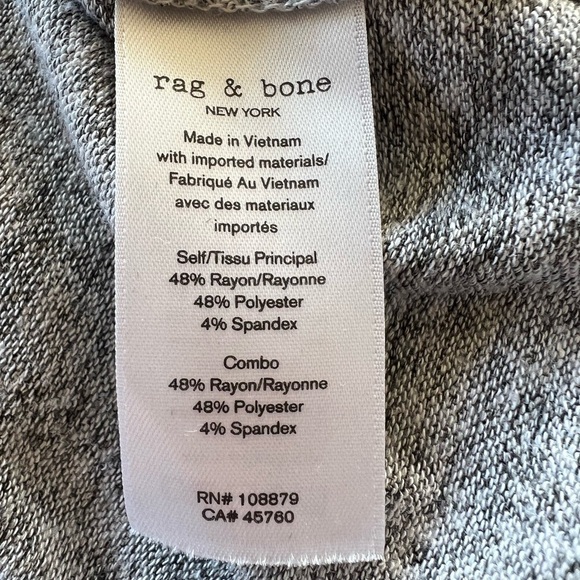 rag & bone
NEW YORK
Made in Vietnam
with imported materials/
Fabriqué Au Vietnam
avec des materiaux
importés
Self/Tissu Principal
48% Rayon/Rayonne
48% Polyester
4% Spandex
Combo
48% Rayon/Rayonne
48% Polyester
4% Spandex
RN# 108879
CA# 45760